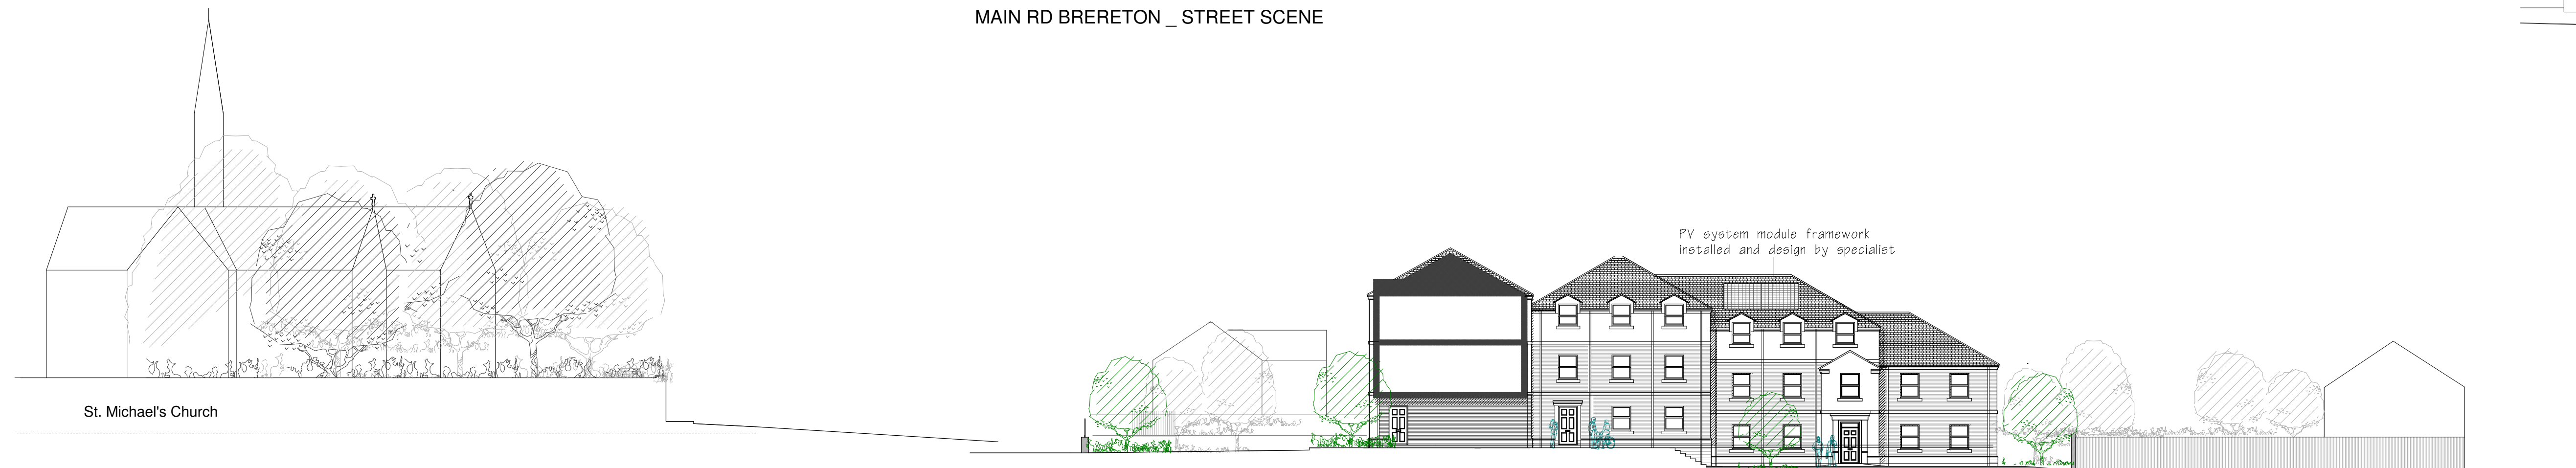 MAIN RD BRERETON _ STREET SCENE
PV system module framework
installed and design by specialist
St. Michael's Church